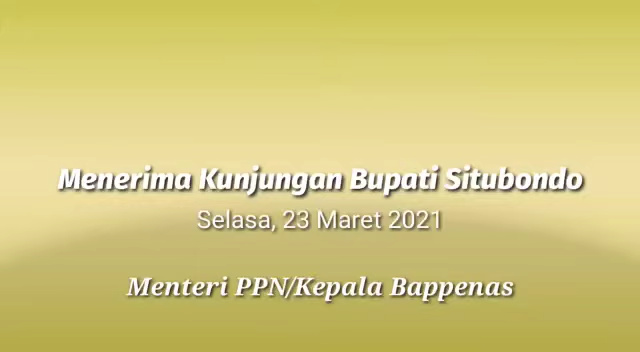 Menerima Kunjungan Bupati Situbondo
Selasa, 23 Maret 2021
Menteri PPN/Kepala Bappenas